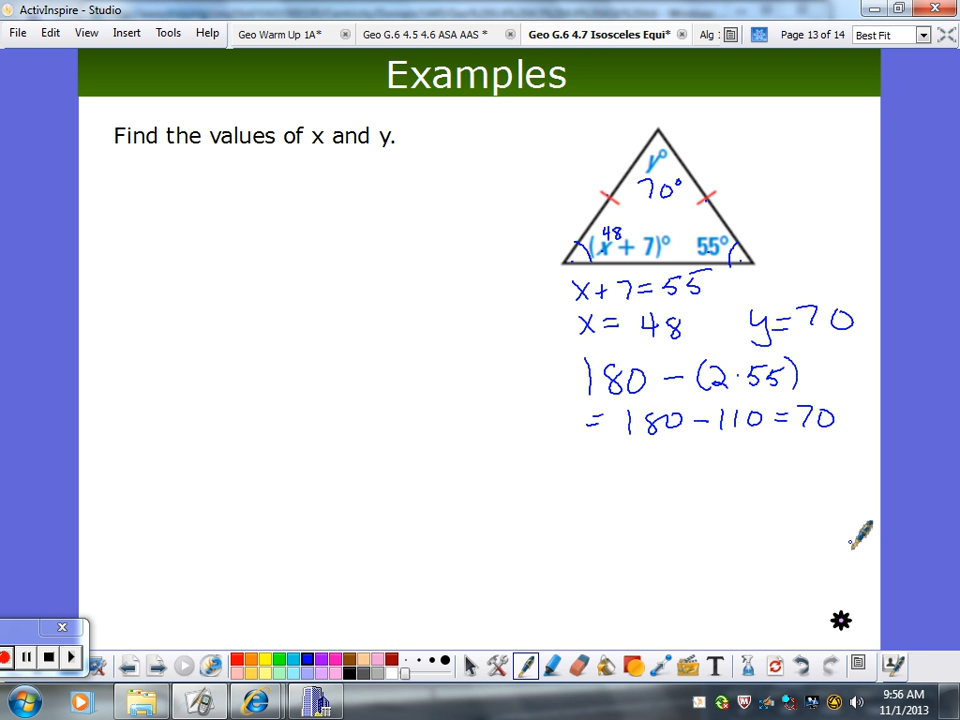 ActivInspire - Studio
File Edit View Insert Tools Help
Geo Warm Up 1A*
Geo G.6 4.5 4.6 ASA AAS *
Geo G.6 4.7 Isosceles Equi*
Alg :
Page 13 of 14
Best Fit
Examples
Find the values of x and y.
y°
70°
48
(x + 7)° 55°
x + 7 = 55
x = 48 y = 70
180 - (2·55)
= 180 - 110 = 70
T
9:56 AM
11/1/2013